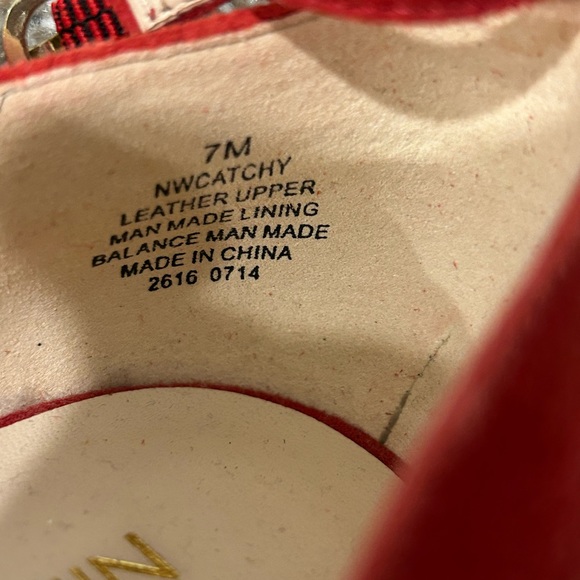 7M
NWCATCHY
LEATHER UPPER
MAN MADE LINING
BALANCE MAN MADE
MADE IN CHINA
2616 0714